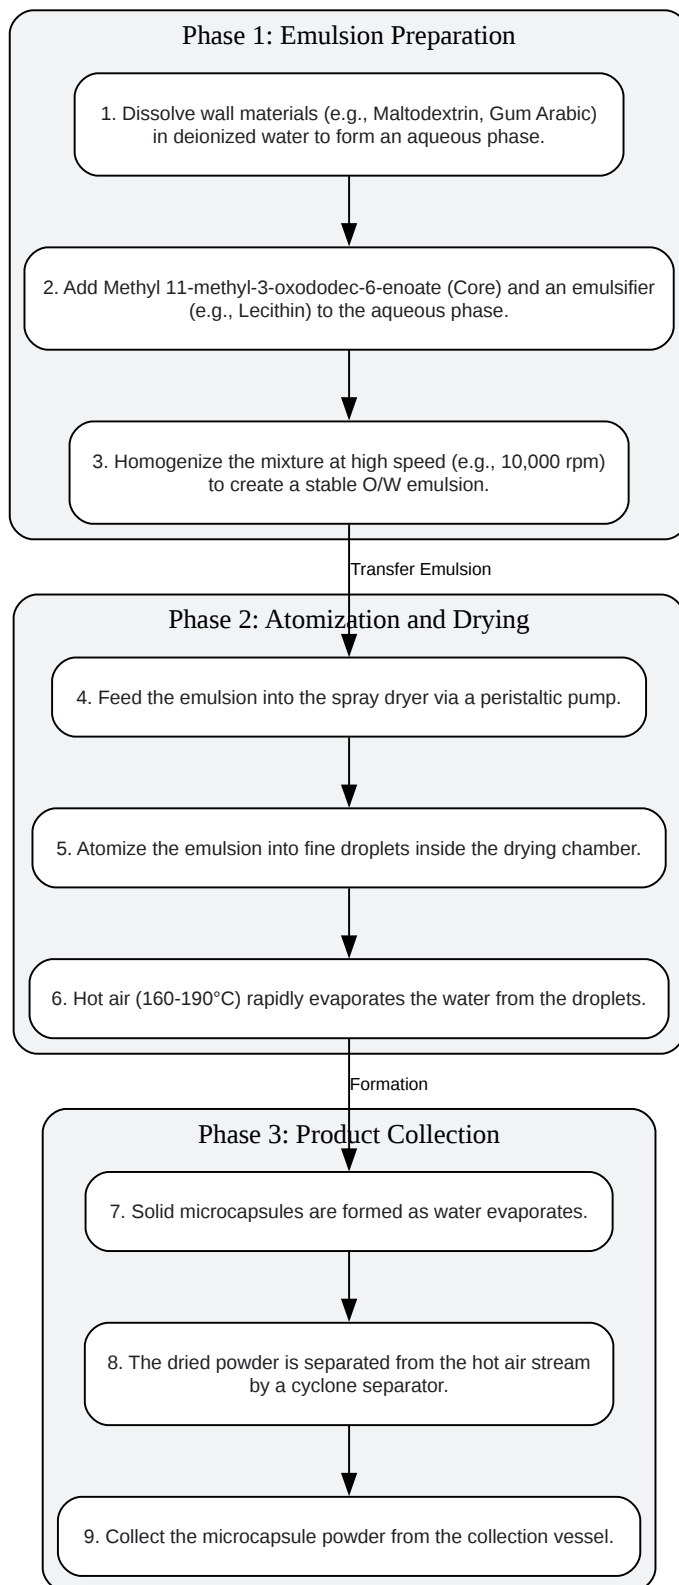 Phase 1: Emulsion Preparation
1. Dissolve wall materials (e.g., Maltodextrin, Gum Arabic)
in deionized water to form an aqueous phase.
2. Add Methyl 11-methyl-3-oxododec-6-enoate (Core) and an emulsifier
(e.g., Lecithin) to the aqueous phase.
3. Homogenize the mixture at high speed (e.g., 10,000 rpm)
to create a stable O/W emulsion.
Transfer Emulsion
Phase 2: Atomization and Drying
4. Feed the emulsion into the spray dryer via a peristaltic pump.
5. Atomize the emulsion into fine droplets inside the drying chamber.
6. Hot air (160-190°C) rapidly evaporates the water from the droplets.
Formation
Phase 3: Product Collection
7. Solid microcapsules are formed as water evaporates.
8. The dried powder is separated from the hot air stream
by a cyclone separator.
9. Collect the microcapsule powder from the collection vessel.